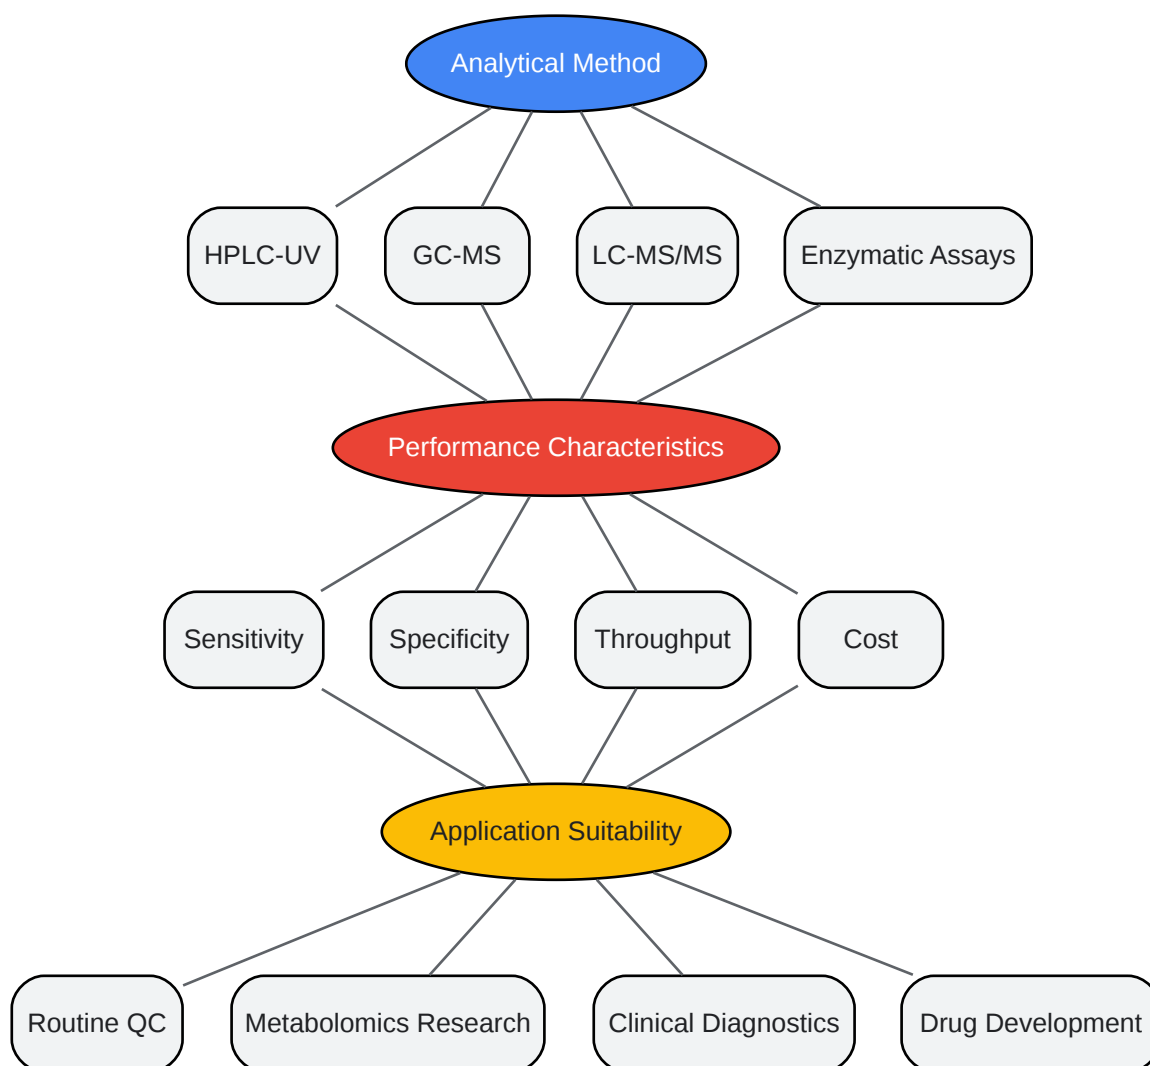 Analytical Method
HPLC-UV
GC-MS
LC-MS/MS
Enzymatic Assays
Performance Characteristics
Sensitivity
Specificity
Throughput
Cost
Application Suitability
Routine QC
Metabolomics Research
Clinical Diagnostics
Drug Development